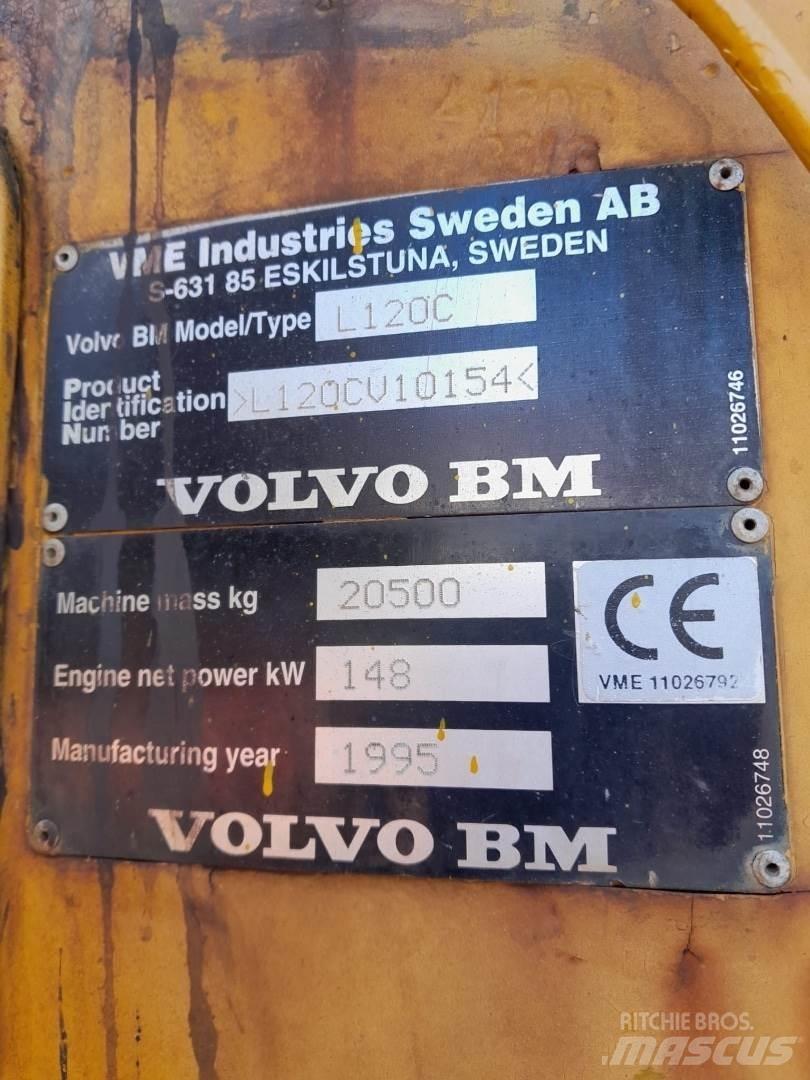 VME Industries Sweden AB
S-631 85 ESKILSTUNA, SWEDEN
Volvo BM Model/Type L120C
Product
Identification >L120CV10154<
Number
11026746
VOLVO BM
Machine mass kg 20500
Engine net power kW 148
CE
VME 11026792
Manufacturing year 1995
11026748
VOLVO BM
RITCHIE BROS.
MASCUS